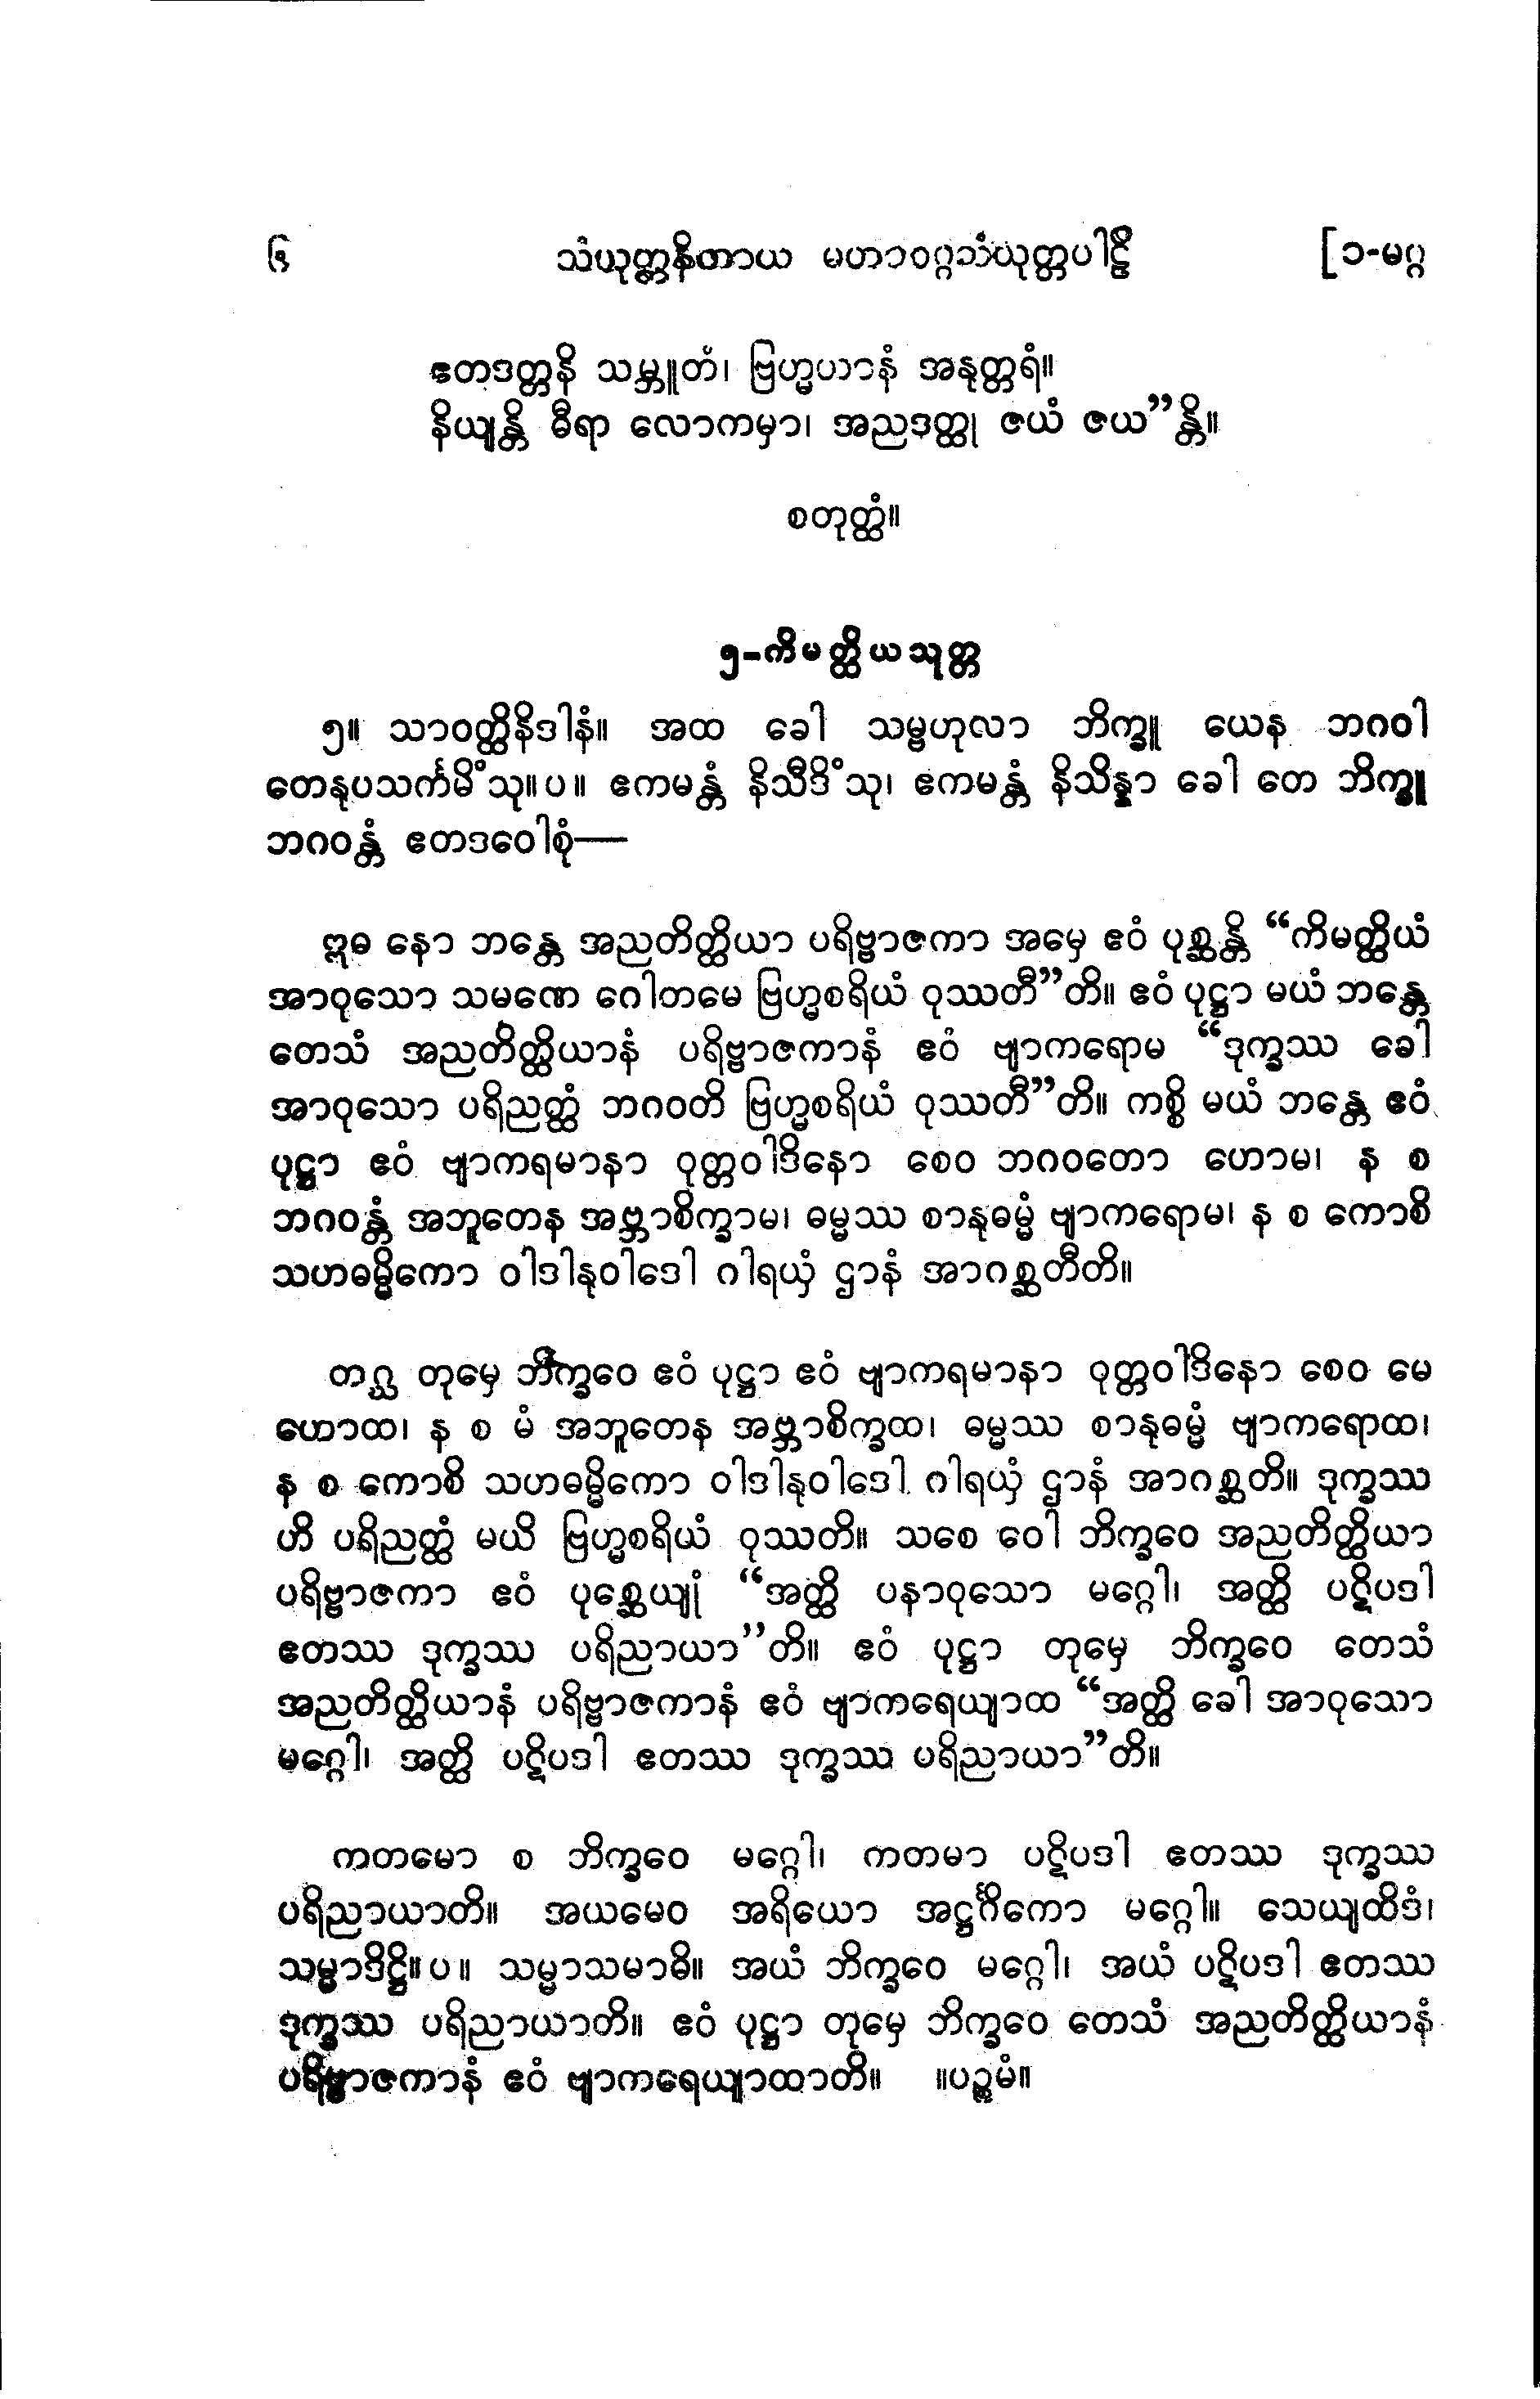 ၆ သံယုတ္တနိကာယ မဟာဝဂ္ဂသံယုတ္တပါဠိ [၁-မဂ္ဂ
ဧတဒတ္တနိ သမ္ဘူတံ၊ ဗြဟ္မယာနံ အနုတ္တရံ။
နိယျန္တိ ဓီရာ လောကမှာ၊ အညဒတ္ထု ဇယံ ဇယ”န္တိ။
စတုတ္ထံ။
၅-ကိမတ္ထိယသုတ္တ
၅။ သာဝတ္ထိနိဒါနံ။ အထ ခေါ သမ္ဗဟုလာ ဘိက္ခူ ယေန ဘဂဝါ
တေနုပသင်္ကမိံသု။ပ။ ဧကမန္တံ နိသီဒိံသု၊ ဧကမန္တံ နိသိန္နာ ခေါ တေ ဘိက္ခူ
ဘဂဝန္တံ ဧတဒဝေါစုံ—
ဣဓ နော ဘန္တေ အညတိတ္ထိယာ ပရိဗ္ဗာဇကာ အမှေ ဧဝံ ပုစ္ဆန္တိ “ကိမတ္ထိယံ
အာဝုသော သမဏေ ဂေါတမေ ဗြဟ္မစရိယံ ဝုဿတီ”တိ။ ဧဝံ ပုဋ္ဌာ မယံ ဘန္တေ
တေသံ အညတိတ္ထိယာနံ ပရိဗ္ဗာဇကာနံ ဧဝံ ဗျာကရောမ “ဒုက္ခဿ ခေါ
အာဝုသော ပရိညတ္ထံ ဘဂဝတိ ဗြဟ္မစရိယံ ဝုဿတီ”တိ။ ကစ္စိ မယံ ဘန္တေ ဧဝံ
ပုဋ္ဌာ ဧဝံ ဗျာကရမာနာ ဝုတ္တဝါဒိနော စေဝ ဘဂဝတော ဟောမ၊ န စ
ဘဂဝန္တံ အဘူတေန အဗ္ဘာစိက္ခာမ၊ ဓမ္မဿ စာနုဓမ္မံ ဗျာကရောမ၊ န စ ကောစိ
သဟဓမ္မိကော ဝါဒါနုဝါဒေါ ဂါရယှံ ဌာနံ အာဂစ္ဆတီတိ။
တဂ္ဃ တုမှေ ဘိက္ခဝေ ဧဝံ ပုဋ္ဌာ ဧဝံ ဗျာကရမာနာ ဝုတ္တဝါဒိနော စေဝ မေ
ဟောထ၊ န စ မံ အဘူတေန အဗ္ဘာစိက္ခထ၊ ဓမ္မဿ စာနုဓမ္မံ ဗျာကရောထ၊
န စ ကောစိ သဟဓမ္မိကော ဝါဒါနုဝါဒေါ ဂါရယှံ ဌာနံ အာဂစ္ဆတိ။ ဒုက္ခဿ
ဟိ ပရိညတ္ထံ မယိ ဗြဟ္မစရိယံ ဝုဿတိ။ သစေ ဝေါ ဘိက္ခဝေ အညတိတ္ထိယာ
ပရိဗ္ဗာဇကာ ဧဝံ ပုစ္ဆေယျုံ “အတ္ထိ ပနာဝုသော မဂ္ဂေါ၊ အတ္ထိ ပဋိပဒါ
ဧတဿ ဒုက္ခဿ ပရိညာယာ”တိ။ ဧဝံ ပုဋ္ဌာ တုမှေ ဘိက္ခဝေ တေသံ
အညတိတ္ထိယာနံ ပရိဗ္ဗာဇကာနံ ဧဝံ ဗျာကရေယျာထ “အတ္ထိ ခေါ အာဝုသော
မဂ္ဂေါ၊ အတ္ထိ ပဋိပဒါ ဧတဿ ဒုက္ခဿ ပရိညာယာ”တိ။
ကတမော စ ဘိက္ခဝေ မဂ္ဂေါ၊ ကတမာ ပဋိပဒါ ဧတဿ ဒုက္ခဿ
ပရိညာယာတိ။ အယမေဝ အရိယော အဋ္ဌင်္ဂိကော မဂ္ဂေါ။ သေယျထိဒံ၊
သမ္မာဒိဋ္ဌိ။ပ။ သမ္မာသမာဓိ။ အယံ ဘိက္ခဝေ မဂ္ဂေါ၊ အယံ ပဋိပဒါ ဧတဿ
ဒုက္ခဿ ပရိညာယာတိ။ ဧဝံ ပုဋ္ဌာ တုမှေ ဘိက္ခဝေ တေသံ အညတိတ္ထိယာနံ
ပရိဗ္ဗာဇကာနံ ဧဝံ ဗျာကရေယျာထာတိ။ ။ပဉ္စမံ။